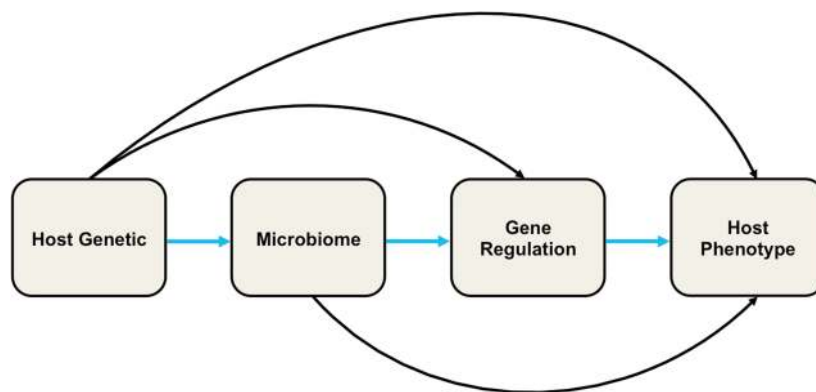 Host Genetic
Microbiome
Gene
Regulation
Host
Phenotype